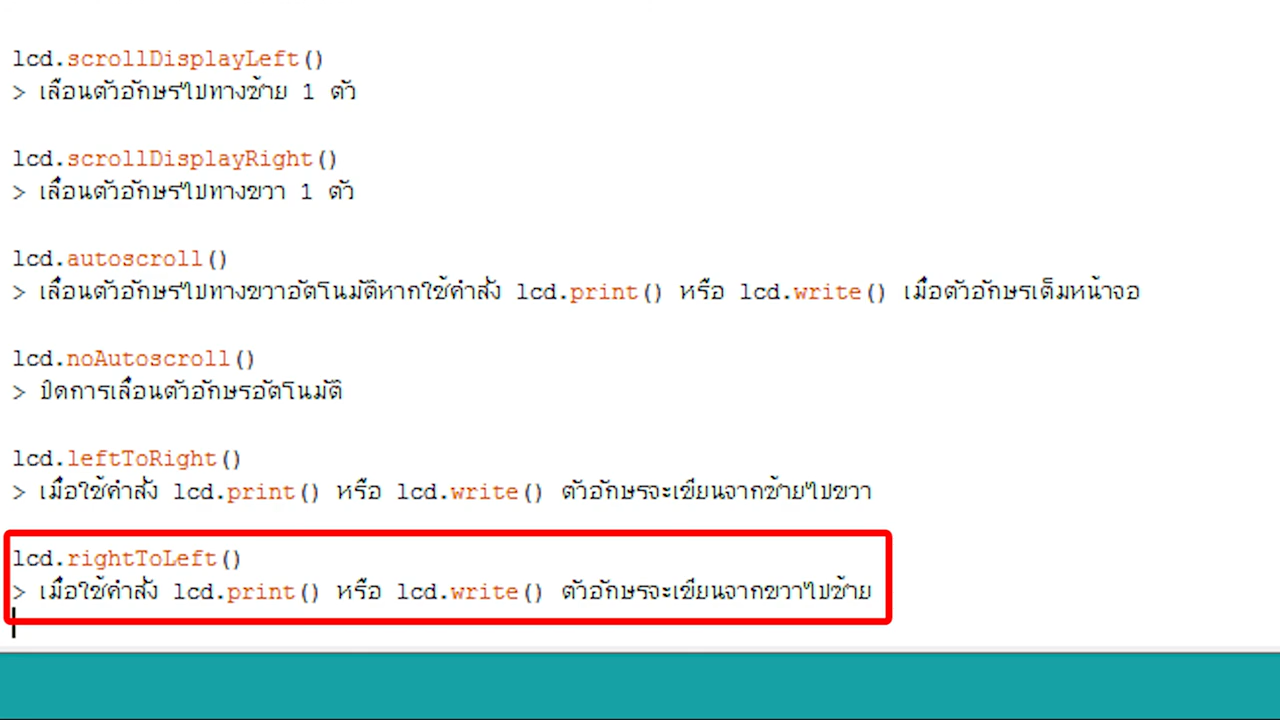 lcd.scrollDisplayLeft()
> เลื่อนตัวอักษรไปทางซ้าย 1 ตัว
lcd.scrollDisplayRight()
> เลื่อนตัวอักษรไปทางขวา 1 ตัว
lcd.autoscroll()
> เลื่อนตัวอักษรไปทางขวาอัตโนมัติหากใช้คำสั่ง lcd.print() หรือ lcd.write() เมื่อตัวอักษรเต็มหน้าจอ
lcd.noAutoscroll()
> ปิดการเลื่อนตัวอักษรอัตโนมัติ
lcd.leftToRight()
> เมื่อใช้คำสั่ง lcd.print() หรือ lcd.write() ตัวอักษรจะเขียนจากซ้ายไปขวา
lcd.rightToLeft()
> เมื่อใช้คำสั่ง lcd.print() หรือ lcd.write() ตัวอักษรจะเขียนจากขวาไปซ้าย